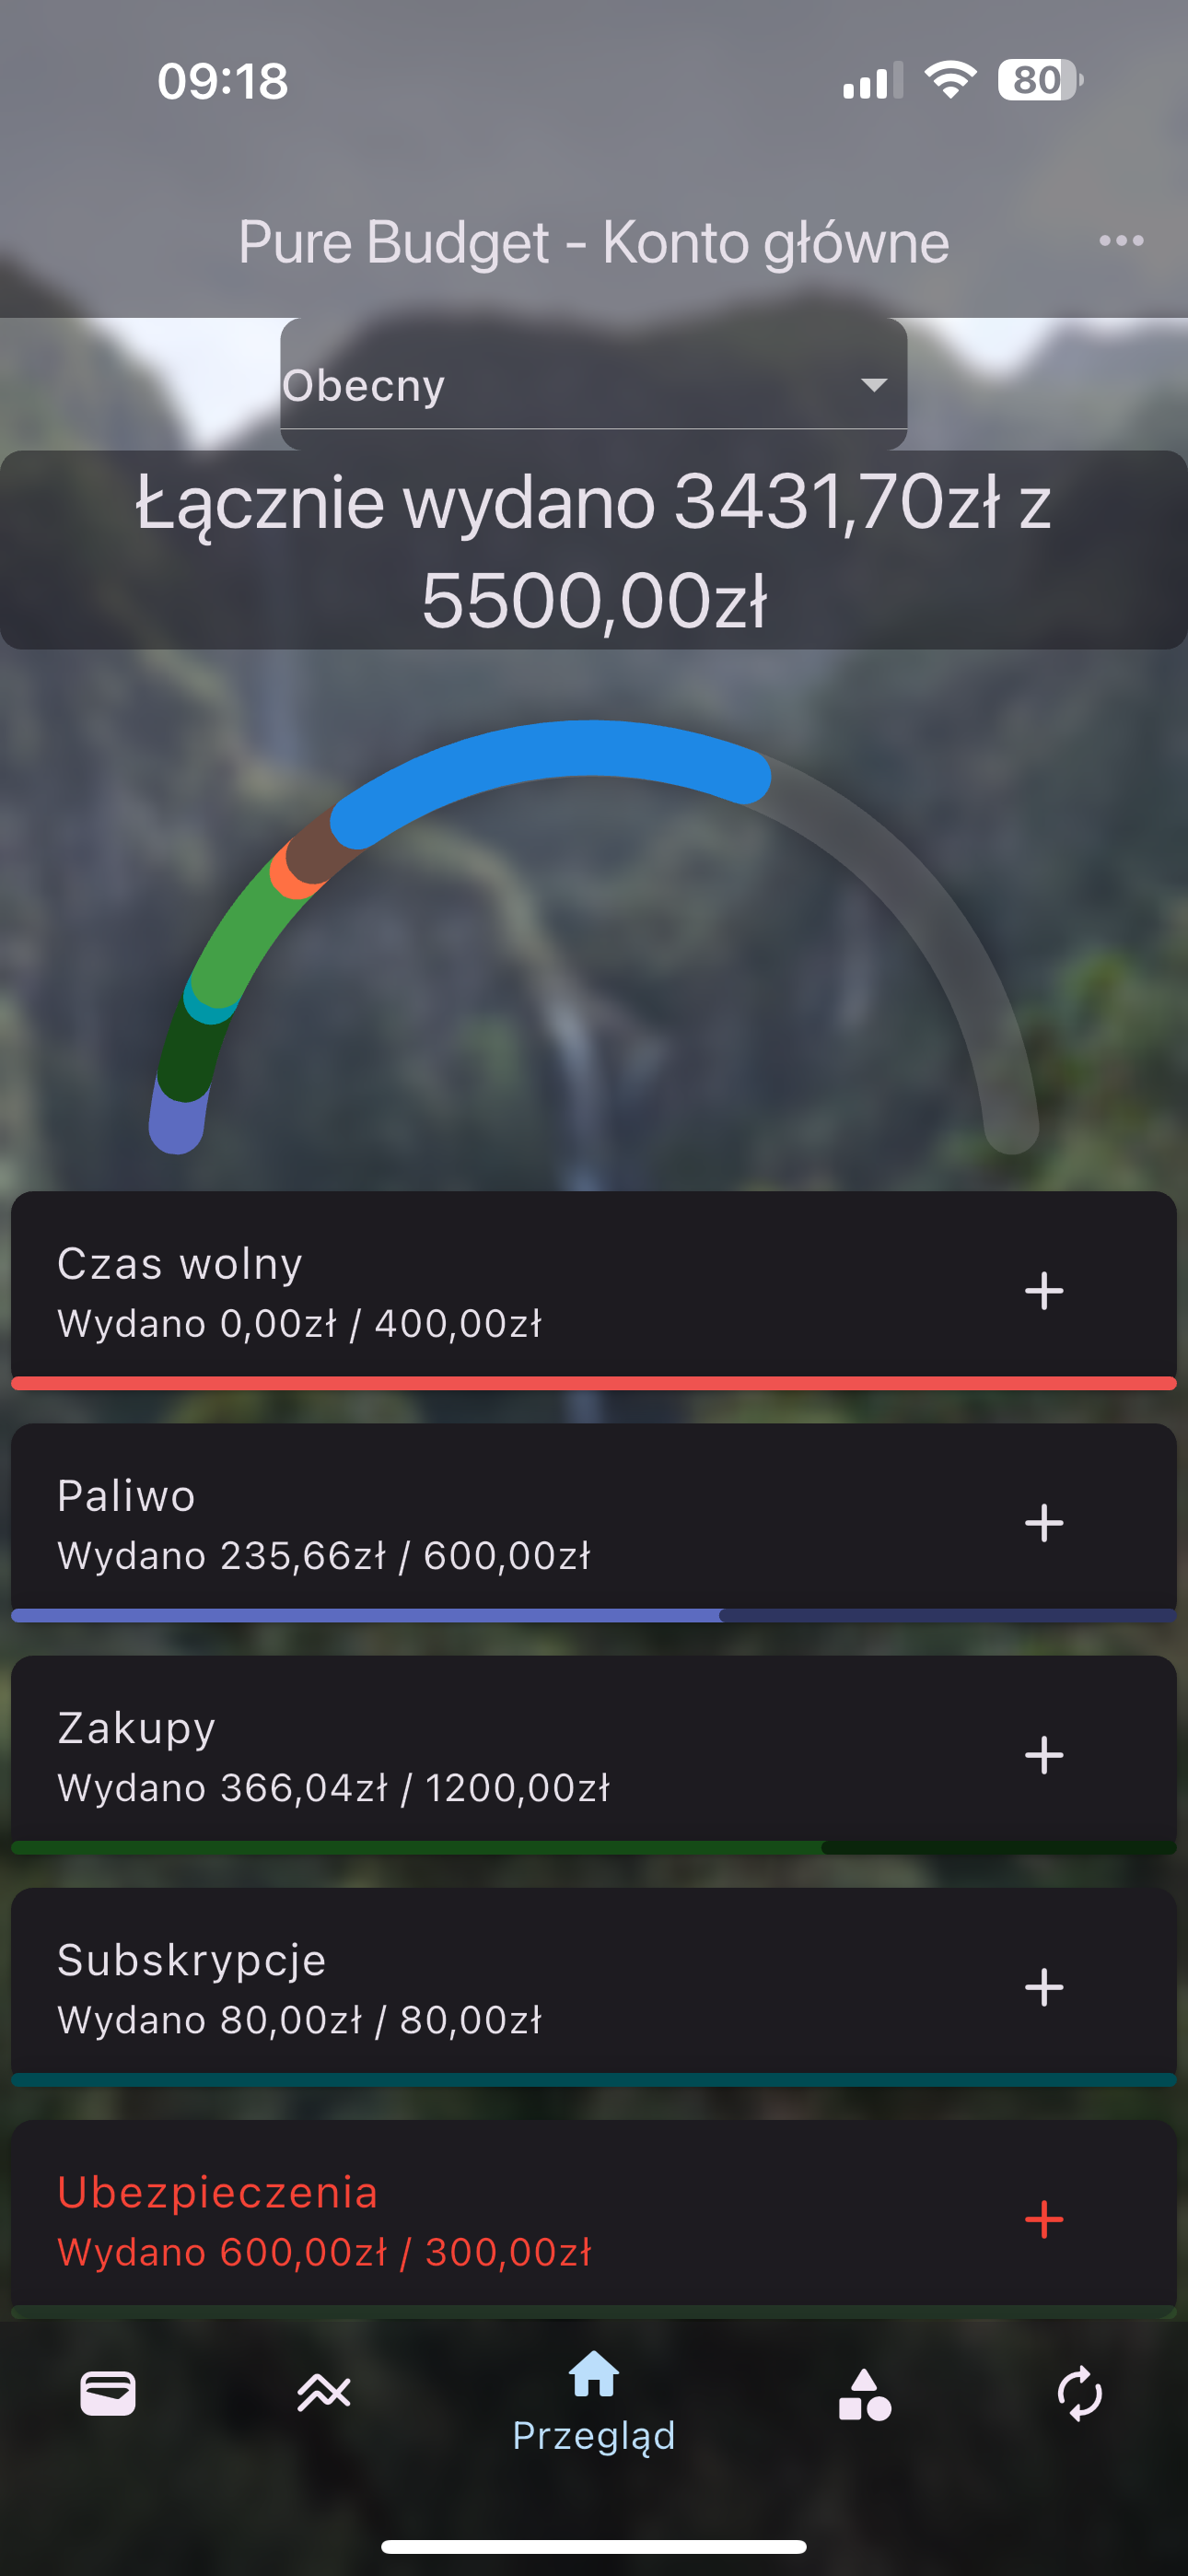 09:18
80
Pure Budget - Konto główne
Obecny
Łącznie wydano 3431,70zł z
5500,00zł
Czas wolny
Wydano 0,00zł / 400,00zł
Paliwo
Wydano 235,66zł / 600,00zł
Zakupy
Wydano 366,04zł / 1200,00zł
Subskrypcje
Wydano 80,00zł / 80,00zł
Ubezpieczenia
Wydano 600,00zł / 300,00zł
Przegląd